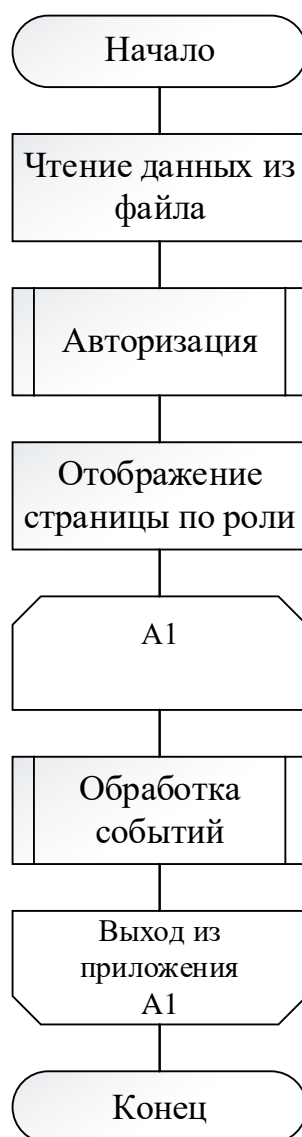 Начало
Чтение данных из
файла
Авторизация
Отображение
страницы по роли
А1
Обработка
событий
Выход из
приложения
А1
Конец